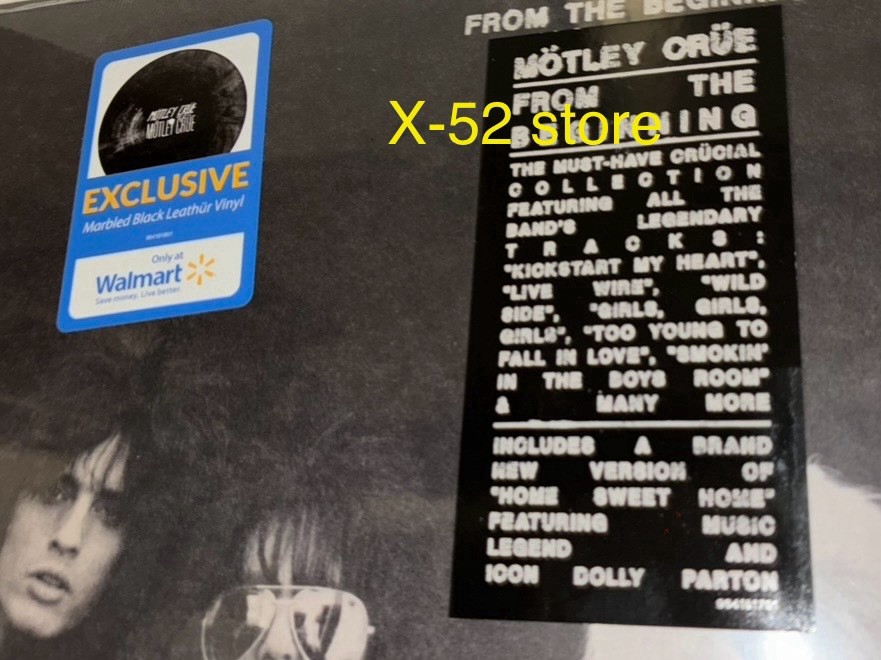 FROM THE
MÖTLEY CRÜE
FROM THE
BEGINNING
X-52 store
THE MUST-HAVE CRÜCIAL
COLLECTION
FEATURING ALL THE
BAND'S LEGENDARY
TRACKS:
"KICKSTART MY HEART",
"LIVE WIRE", "WILD
SIDE", "GIRLS, GIRLS,
GIRLS", "TOO YOUNG TO
FALL IN LOVE", "SMOKIN'
IN THE BOYS ROOM"
& MANY MORE
INCLUDES A BRAND
NEW VERSION OF
"HOME SWEET HOME"
FEATURING MUSIC
LEGEND AND
ICON DOLLY PARTON
MÖTLEY CRÜE
MÖTLEY CRÜE
EXCLUSIVE
Marbled Black Leathür Vinyl
Only at
Walmart
Save money. Live better.